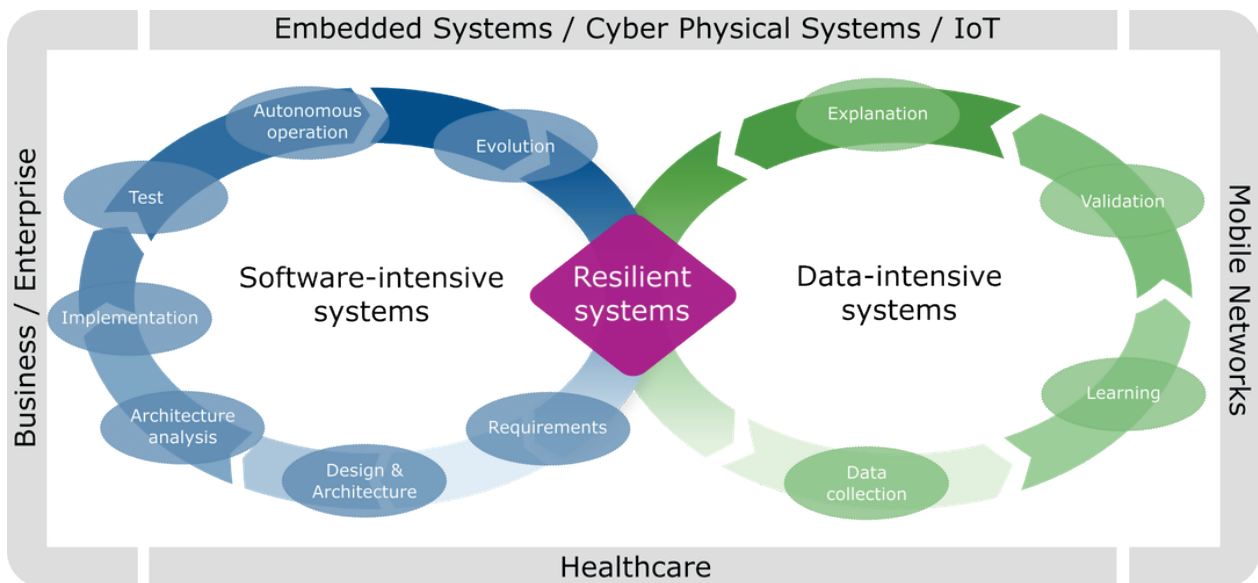 Embedded Systems / Cyber Physical Systems / IoT
Business / Enterprise
Autonomous
operation
Evolution
Test
Software-intensive
systems
Implementation
Architecture
analysis
Design &
Architecture
Requirements
Resilient
systems
Explanation
Validation
Data-intensive
systems
Learning
Data
collection
Mobile Networks
Healthcare